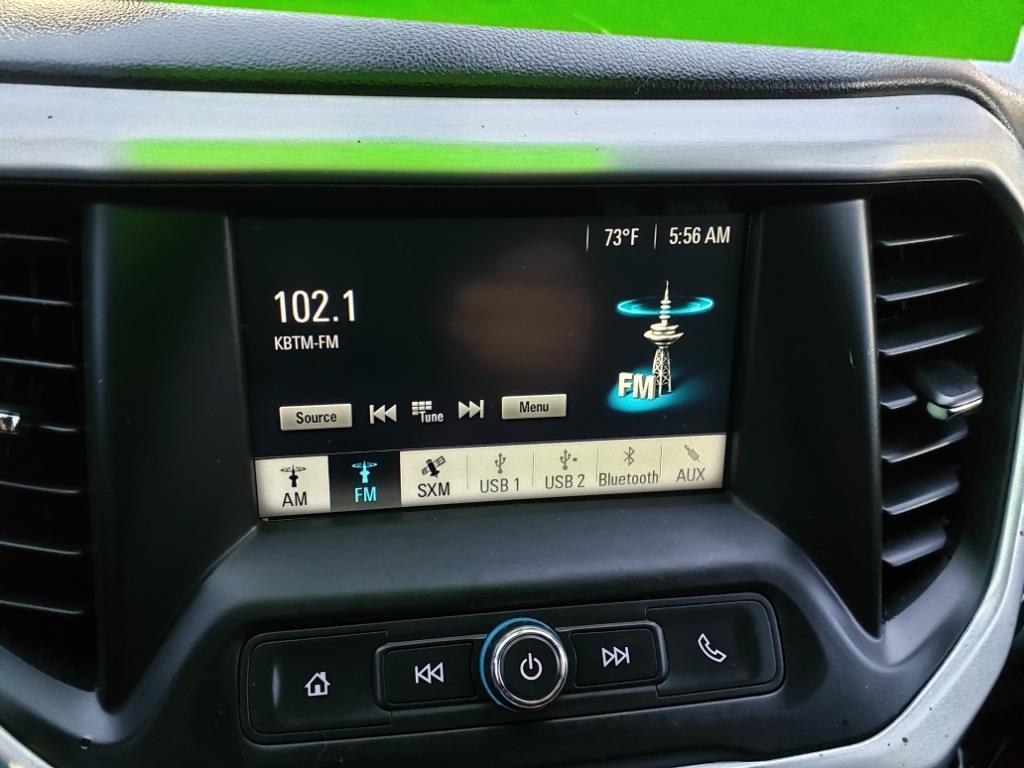 73°F 5:56 AM
102.1
KBTM-FM
FM
Source Tune Menu
AM FM SXM USB 1 USB 2 Bluetooth AUX